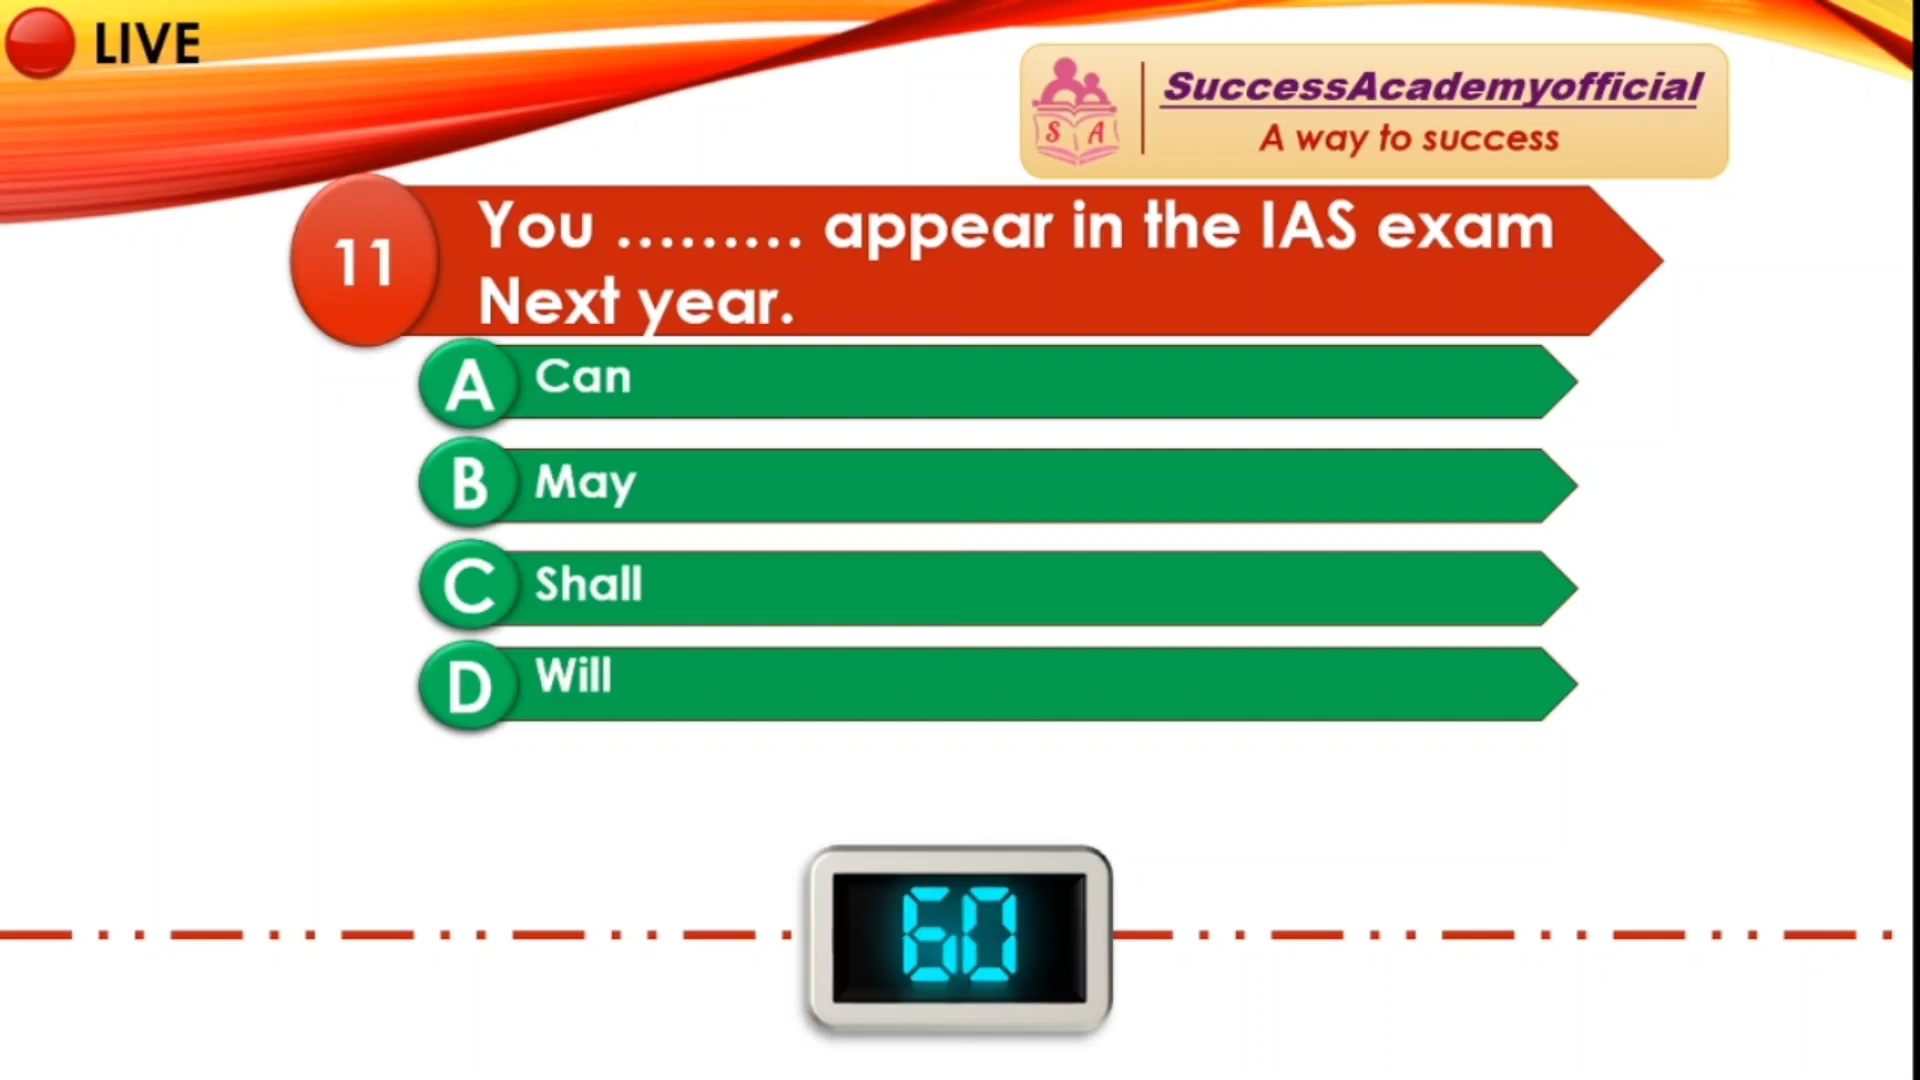 LIVE
SuccessAcademyofficial
S A
A way to success
11
You ......... appear in the IAS exam
Next year.
A Can
B May
C Shall
D Will
60